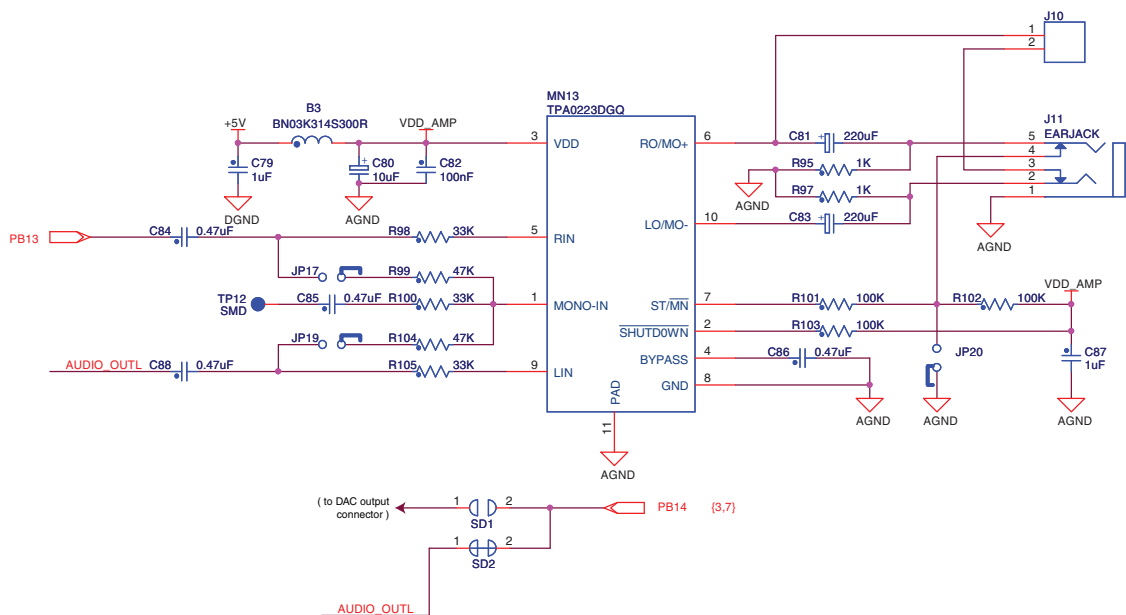 J10
1
2
MN13
TPA0223DGQ
B3
BN03K314S300R
+5V
VDD_AMP
3 VDD
RO/MO+ 6
C81 + 220uF
J11
EARJACK
5
4
3
2
1
C79
1uF
+
C80
10uF
C82
100nF
R95 1K
R97 1K
AGND
DGND
AGND
LO/MO- 10
C83 + 220uF
AGND
PB13
C84 0.47uF
R98 33K
5 RIN
JP17
R99 47K
TP12
SMD
C85 0.47uF
R100 33K
1 MONO-IN
ST/MN 7
R101 100K
R102 100K
VDD_AMP
JP19
R104 47K
SHUTD0WN 2
R103 100K
AUDIO_OUTL
C88 0.47uF
R105 33K
9 LIN
BYPASS 4
C86 0.47uF
JP20
C87
1uF
GND 8
PAD
11
AGND
AGND
AGND
AGND
( to DAC output
connector )
1 2
SD1
PB14 {3,7}
1 2
SD2
AUDIO_OUTL